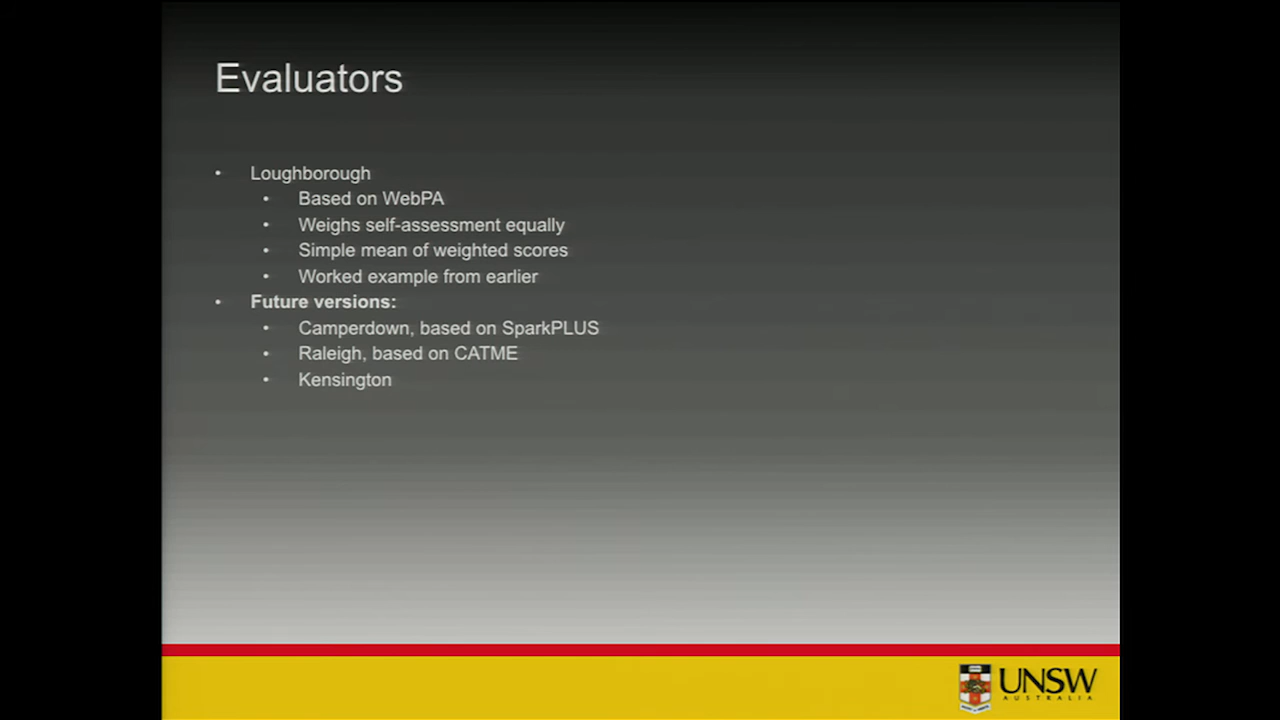 Evaluators
• Loughborough
• Based on WebPA
• Weighs self-assessment equally
• Simple mean of weighted scores
• Worked example from earlier
• Future versions:
• Camperdown, based on SparkPLUS
• Raleigh, based on CATME
• Kensington
UNSW
AUSTRALIA